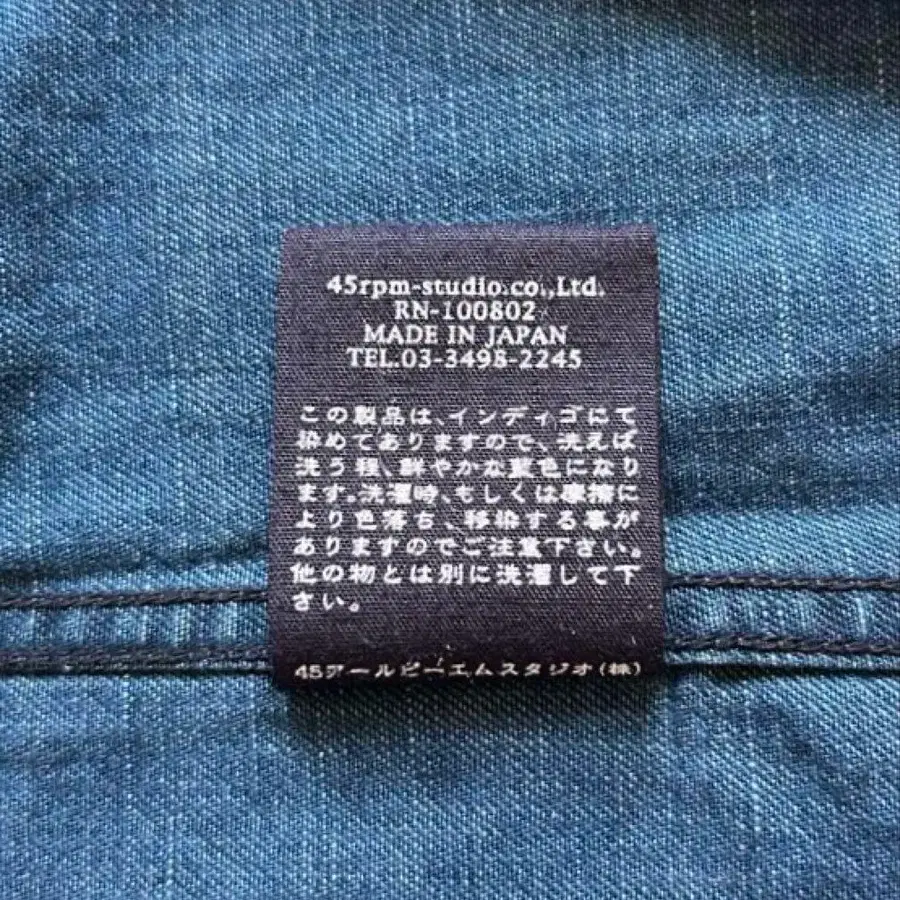 45rpm-studio.co.,Ltd.
RN-100802
MADE IN JAPAN
TEL.03-3498-2245
この製品は、インディゴにて
染めてありますので、洗えば
洗う程、鮮やかな藍色になり
ます。洗濯時、もしくは摩擦に
より色落ち、移染する事が
ありますのでご注意下さい。
他の物とは別に洗濯して下
さい。
45アールピーエムスタジオ(株)